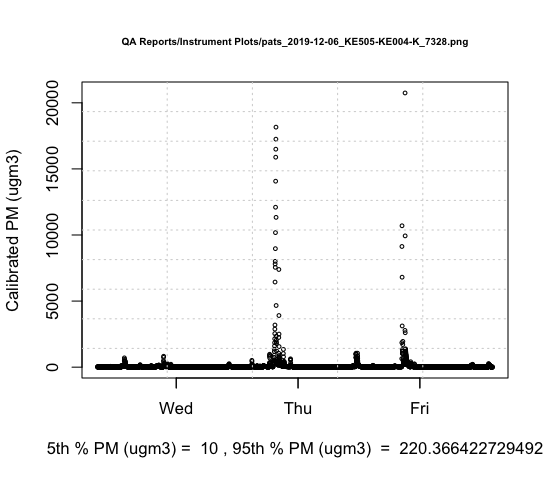 QA Reports/Instrument Plots/pats_2019-12-06_KE505-KE004-K_7328.png
20000
15000
10000
5000
0
Calibrated PM (ugm3)
Wed Thu Fri
5th % PM (ugm3) = 10 , 95th % PM (ugm3) = 220.366422729492